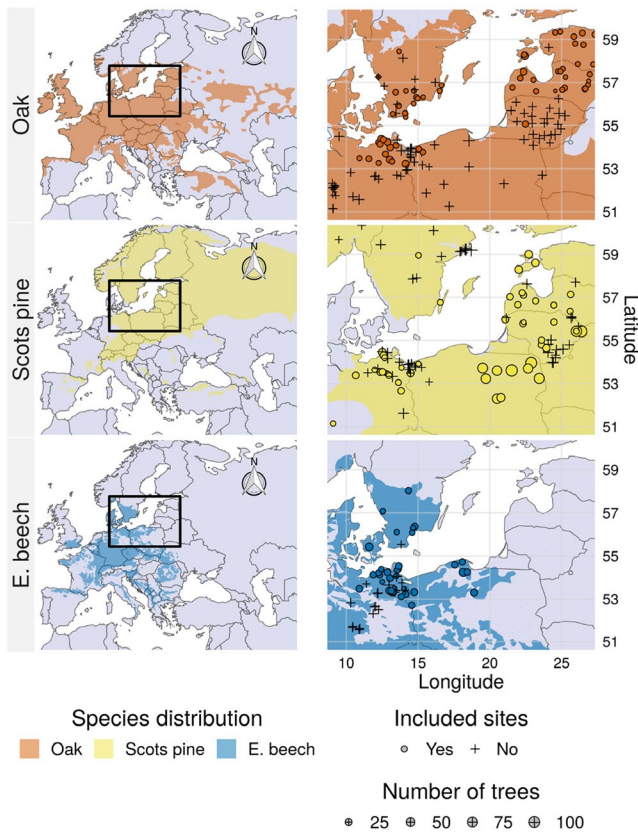 Oak
N
59
57
55
53
51
Scots pine
N
59
57
55
53
51
Latitude
E. beech
N
59
57
55
53
51
10 15 20 25
Longitude
Species distribution
Oak Scots pine E. beech
Included sites
Yes No
Number of trees
25 50 75 100